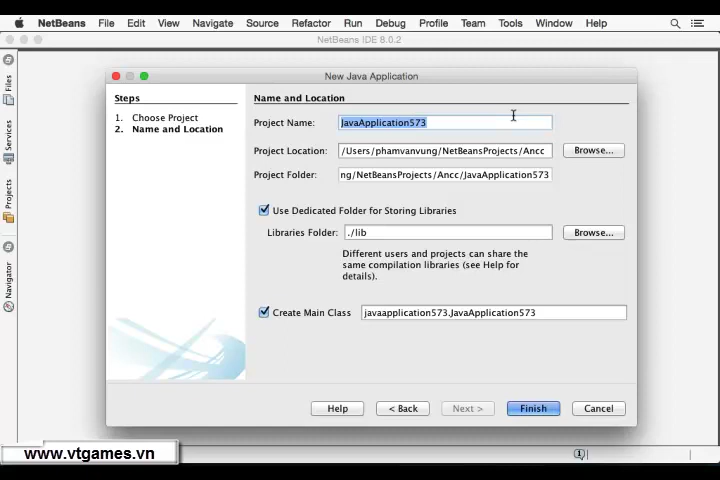 NetBeans File Edit View Navigate Source Refactor Run Debug Profile Team Tools Window Help
NetBeans IDE 8.0.2
Files
Services
Projects
Navigator
New Java Application
Steps
1. Choose Project
2. Name and Location
Name and Location
Project Name: JavaApplication573
Project Location: /Users/phamvanvung/NetBeansProjects/Ancc Browse...
Project Folder: ng/NetBeansProjects/Ancc/JavaApplication573
Use Dedicated Folder for Storing Libraries
Libraries Folder: ./lib Browse...
Different users and projects can share the
same compilation libraries (see Help for
details).
Create Main Class javaapplication573.JavaApplication573
Help < Back Next > Finish Cancel
www.vtgames.vn
1